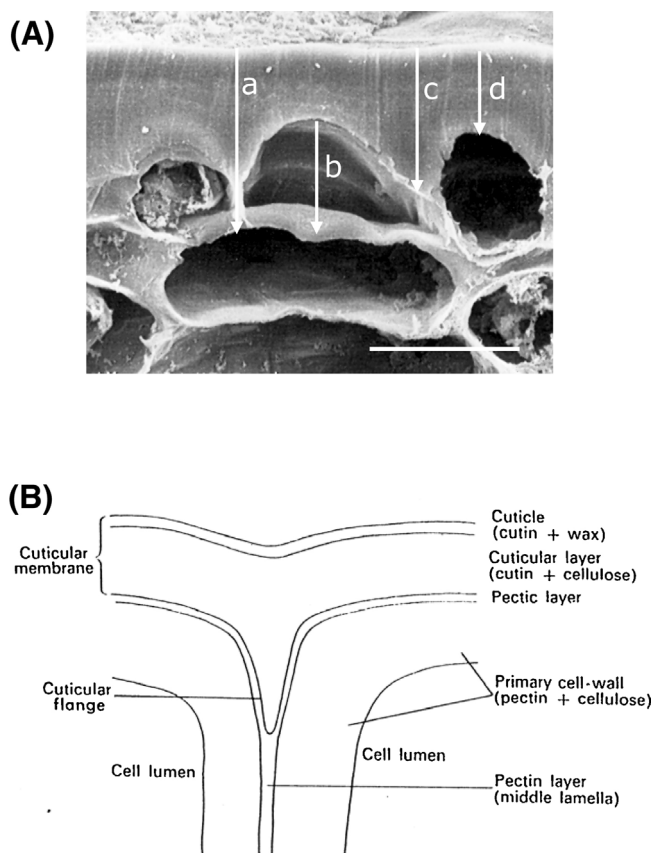 (A)
a
c
d
b
(B)
Cuticle
(cutin + wax)
Cuticular
membrane
Cuticular layer
(cutin + cellulose)
Pectic layer
Cuticular
flange
Primary cell-wall
(pectin + cellulose)
Cell lumen
Cell lumen
Pectin layer
(middle lamella)